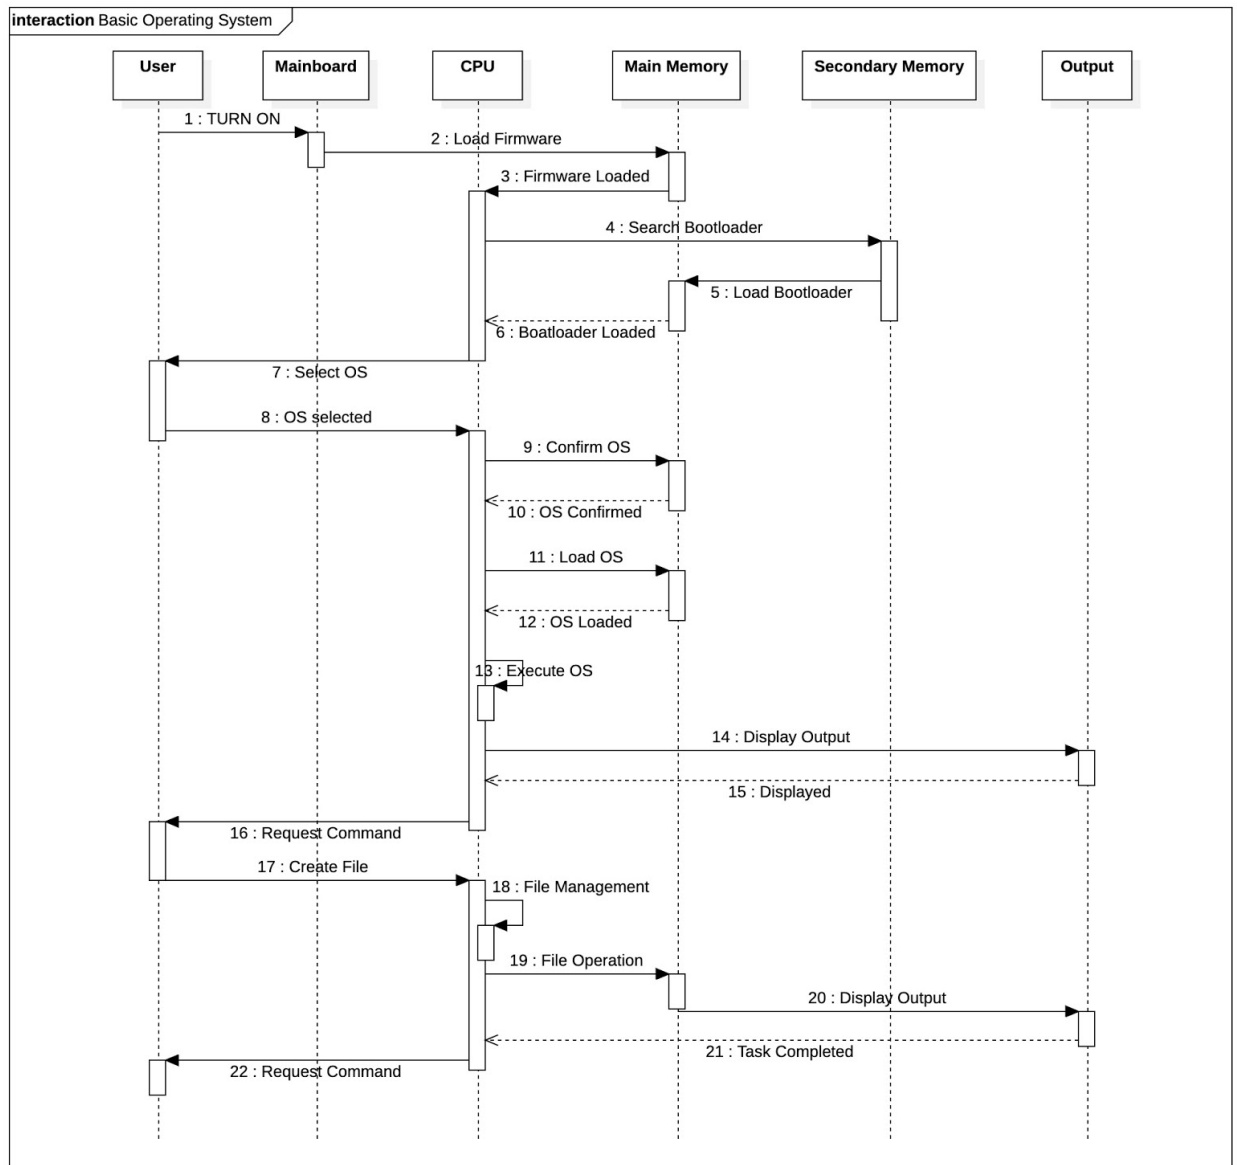 interaction Basic Operating System
User
Mainboard
CPU
Main Memory
Secondary Memory
Output
1 : TURN ON
2 : Load Firmware
3 : Firmware Loaded
4 : Search Bootloader
5 : Load Bootloader
6 : Boatloader Loaded
7 : Select OS
8 : OS selected
9 : Confirm OS
10 : OS Confirmed
11 : Load OS
12 : OS Loaded
13 : Execute OS
14 : Display Output
15 : Displayed
16 : Request Command
17 : Create File
18 : File Management
19 : File Operation
20 : Display Output
21 : Task Completed
22 : Request Command